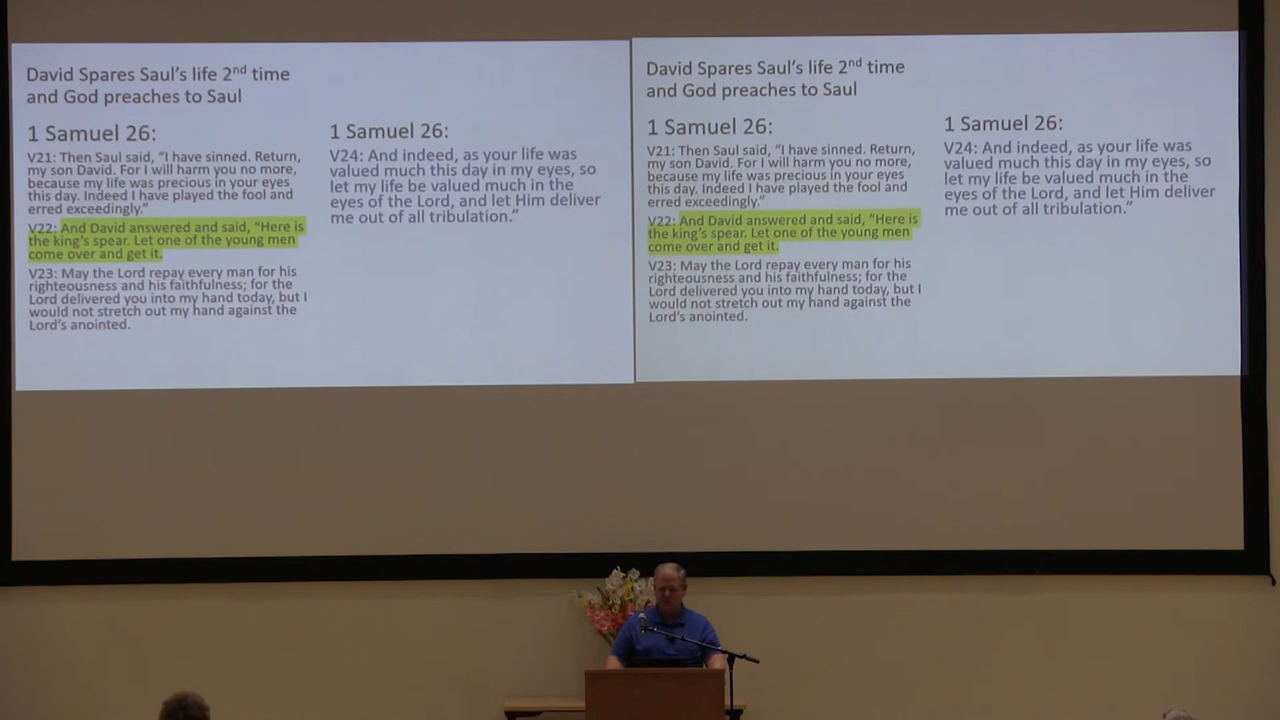 David Spares Saul's life 2nd time
and God preaches to Saul
1 Samuel 26:
V21: Then Saul said, “I have sinned. Return,
my son David. For I will harm you no more,
because my life was precious in your eyes
this day. Indeed I have played the fool and
erred exceedingly.”
V22: And David answered and said, “Here is
the king's spear. Let one of the young men
come over and get it.
V23: May the Lord repay every man for his
righteousness and his faithfulness; for the
Lord delivered you into my hand today, but I
would not stretch out my hand against the
Lord's anointed.
1 Samuel 26:
V24: And indeed, as your life was
valued much this day in my eyes, so
let my life be valued much in the
eyes of the Lord, and let Him deliver
me out of all tribulation.”
David Spares Saul's life 2nd time
and God preaches to Saul
1 Samuel 26:
V21: Then Saul said, “I have sinned. Return,
my son David. For I will harm you no more,
because my life was precious in your eyes
this day. Indeed I have played the fool and
erred exceedingly.”
V22: And David answered and said, “Here is
the king's spear. Let one of the young men
come over and get it.
V23: May the Lord repay every man for his
righteousness and his faithfulness; for the
Lord delivered you into my hand today, but I
would not stretch out my hand against the
Lord's anointed.
1 Samuel 26:
V24: And indeed, as your life was
valued much this day in my eyes, so
let my life be valued much in the
eyes of the Lord, and let Him deliver
me out of all tribulation.”